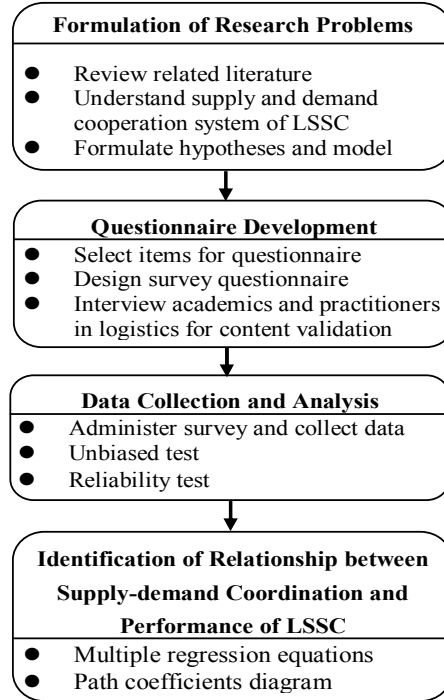 Formulation of Research Problems
● Review related literature
● Understand supply and demand
cooperation system of LSSC
● Formulate hypotheses and model
Questionnaire Development
● Select items for questionnaire
● Design survey questionnaire
● Interview academics and practitioners
in logistics for content validation
Data Collection and Analysis
● Administer survey and collect data
● Unbiased test
● Reliability test
Identification of Relationship between
Supply-demand Coordination and
Performance of LSSC
● Multiple regression equations
● Path coefficients diagram